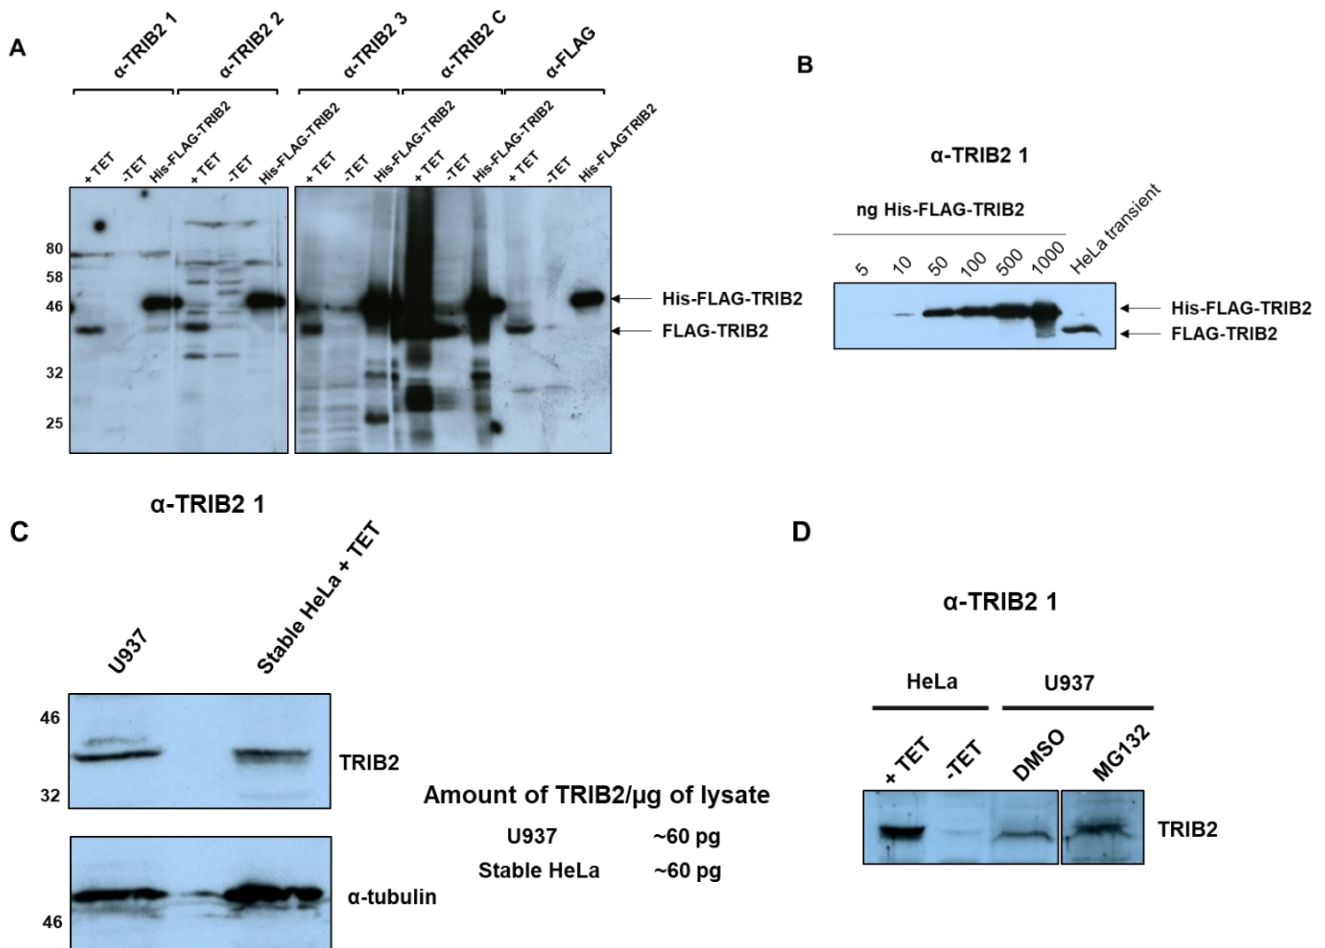 A
α-TRIB2 1
α-TRIB2 2
α-TRIB2 3
α-TRIB2 C
α-FLAG
+ TET
-TET
His-FLAG-TRIB2
+ TET
-TET
His-FLAG-TRIB2
+ TET
-TET
His-FLAG-TRIB2
+ TET
-TET
His-FLAG-TRIB2
+ TET
-TET
His-FLAGTRIB2
80
58
46
32
25
His-FLAG-TRIB2
FLAG-TRIB2
B
α-TRIB2 1
ng His-FLAG-TRIB2
5 10 50 100 500 1000 HeLa transient
His-FLAG-TRIB2
FLAG-TRIB2
α-TRIB2 1
C
U937
Stable HeLa + TET
46
32
TRIB2
46
α-tubulin
Amount of TRIB2/µg of lysate
U937 ~60 pg
Stable HeLa ~60 pg
D
α-TRIB2 1
HeLa U937
+ TET -TET DMSO MG132
TRIB2